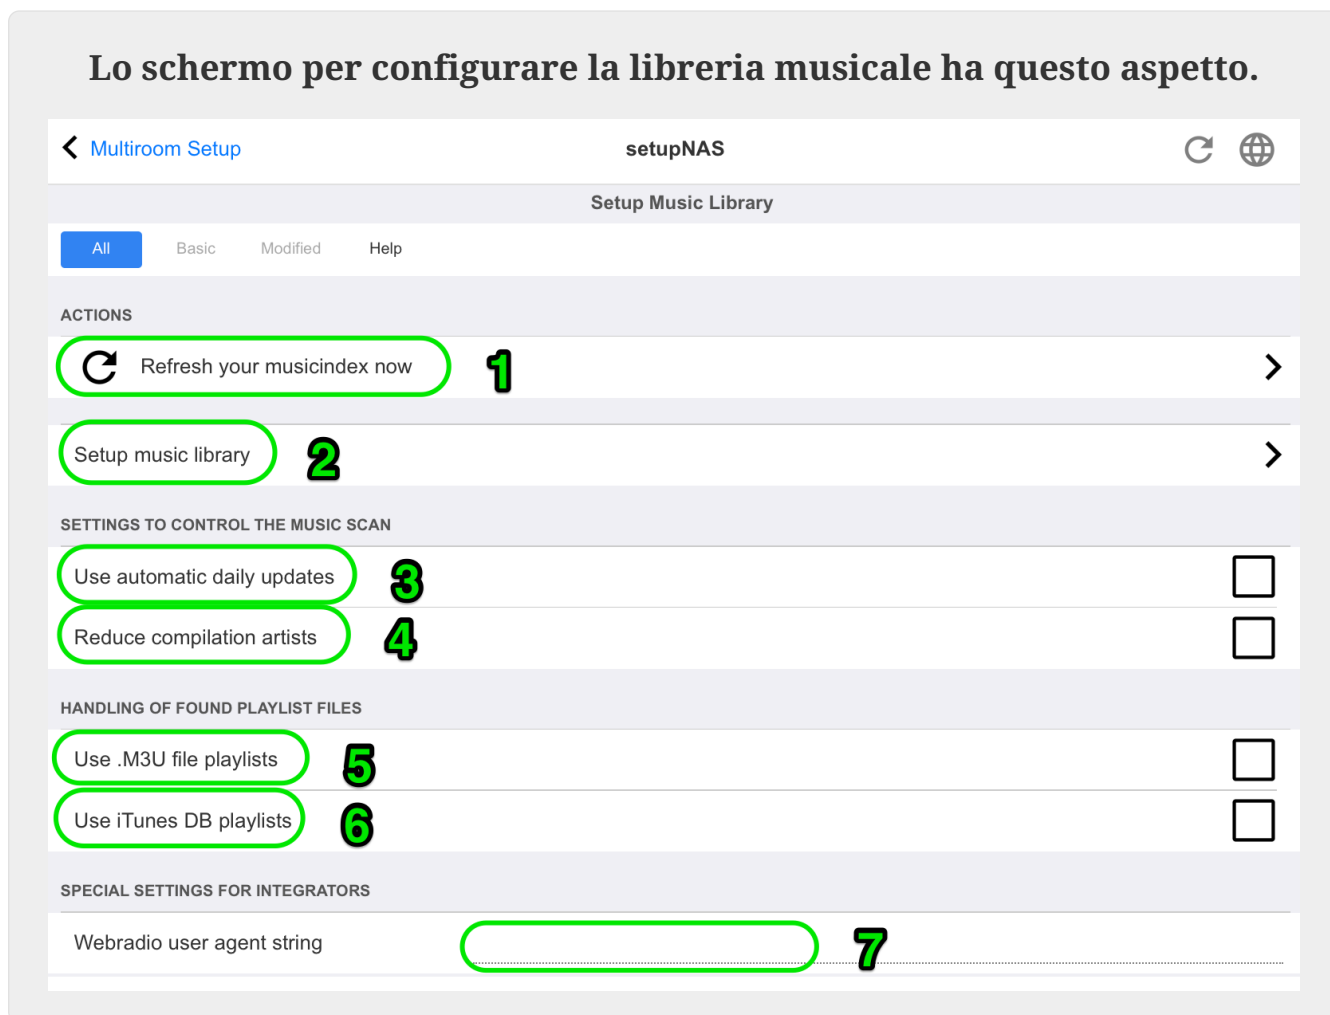 Lo schermo per configurare la libreria musicale ha questo aspetto.
Multiroom Setup
setupNAS
Setup Music Library
All Basic Modified Help
ACTIONS
Refresh your musicindex now 1
Setup music library 2
SETTINGS TO CONTROL THE MUSIC SCAN
Use automatic daily updates 3
Reduce compilation artists 4
HANDLING OF FOUND PLAYLIST FILES
Use .M3U file playlists 5
Use iTunes DB playlists 6
SPECIAL SETTINGS FOR INTEGRATORS
Webradio user agent string 7